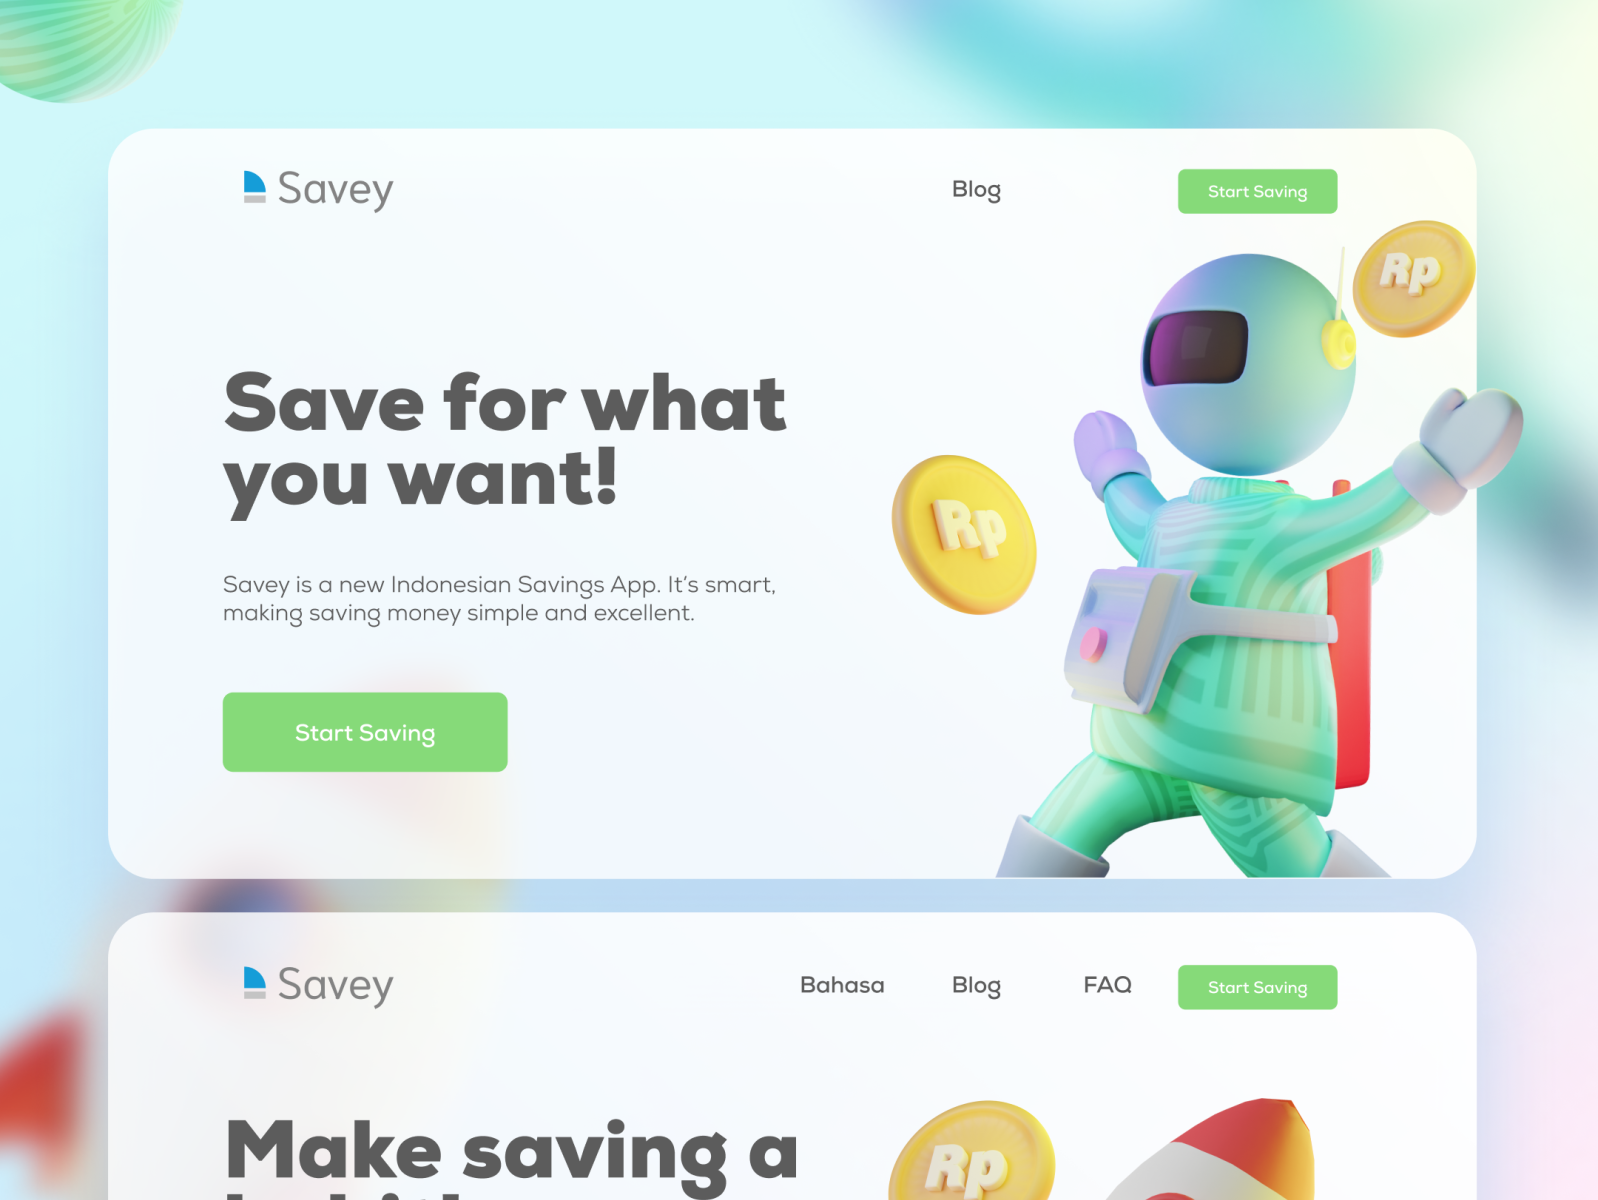 Savey
Blog
Start Saving
Rp
Save for what
you want!
Rp
Savey is a new Indonesian Savings App. It’s smart,
making saving money simple and excellent.
Start Saving
Savey
Bahasa
Blog
FAQ
Start Saving
Make saving a
Rp